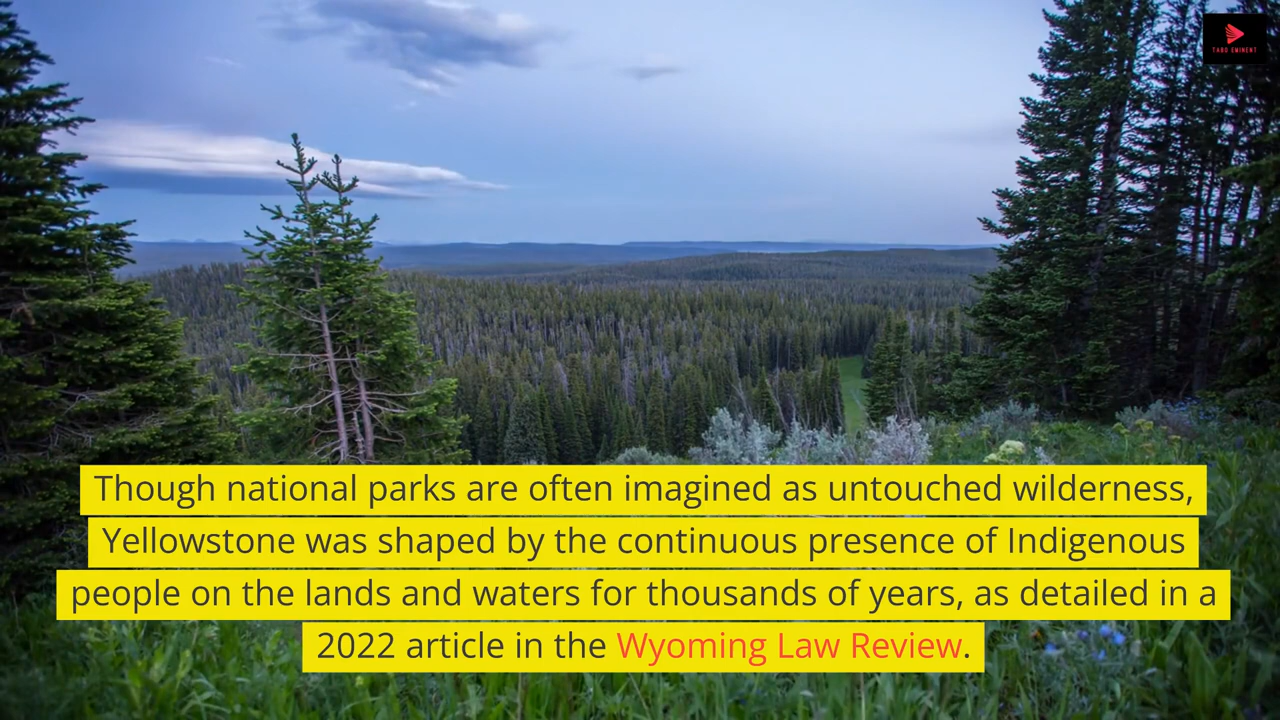 TABO EMINENT
Though national parks are often imagined as untouched wilderness,
Yellowstone was shaped by the continuous presence of Indigenous
people on the lands and waters for thousands of years, as detailed in a
2022 article in the Wyoming Law Review.